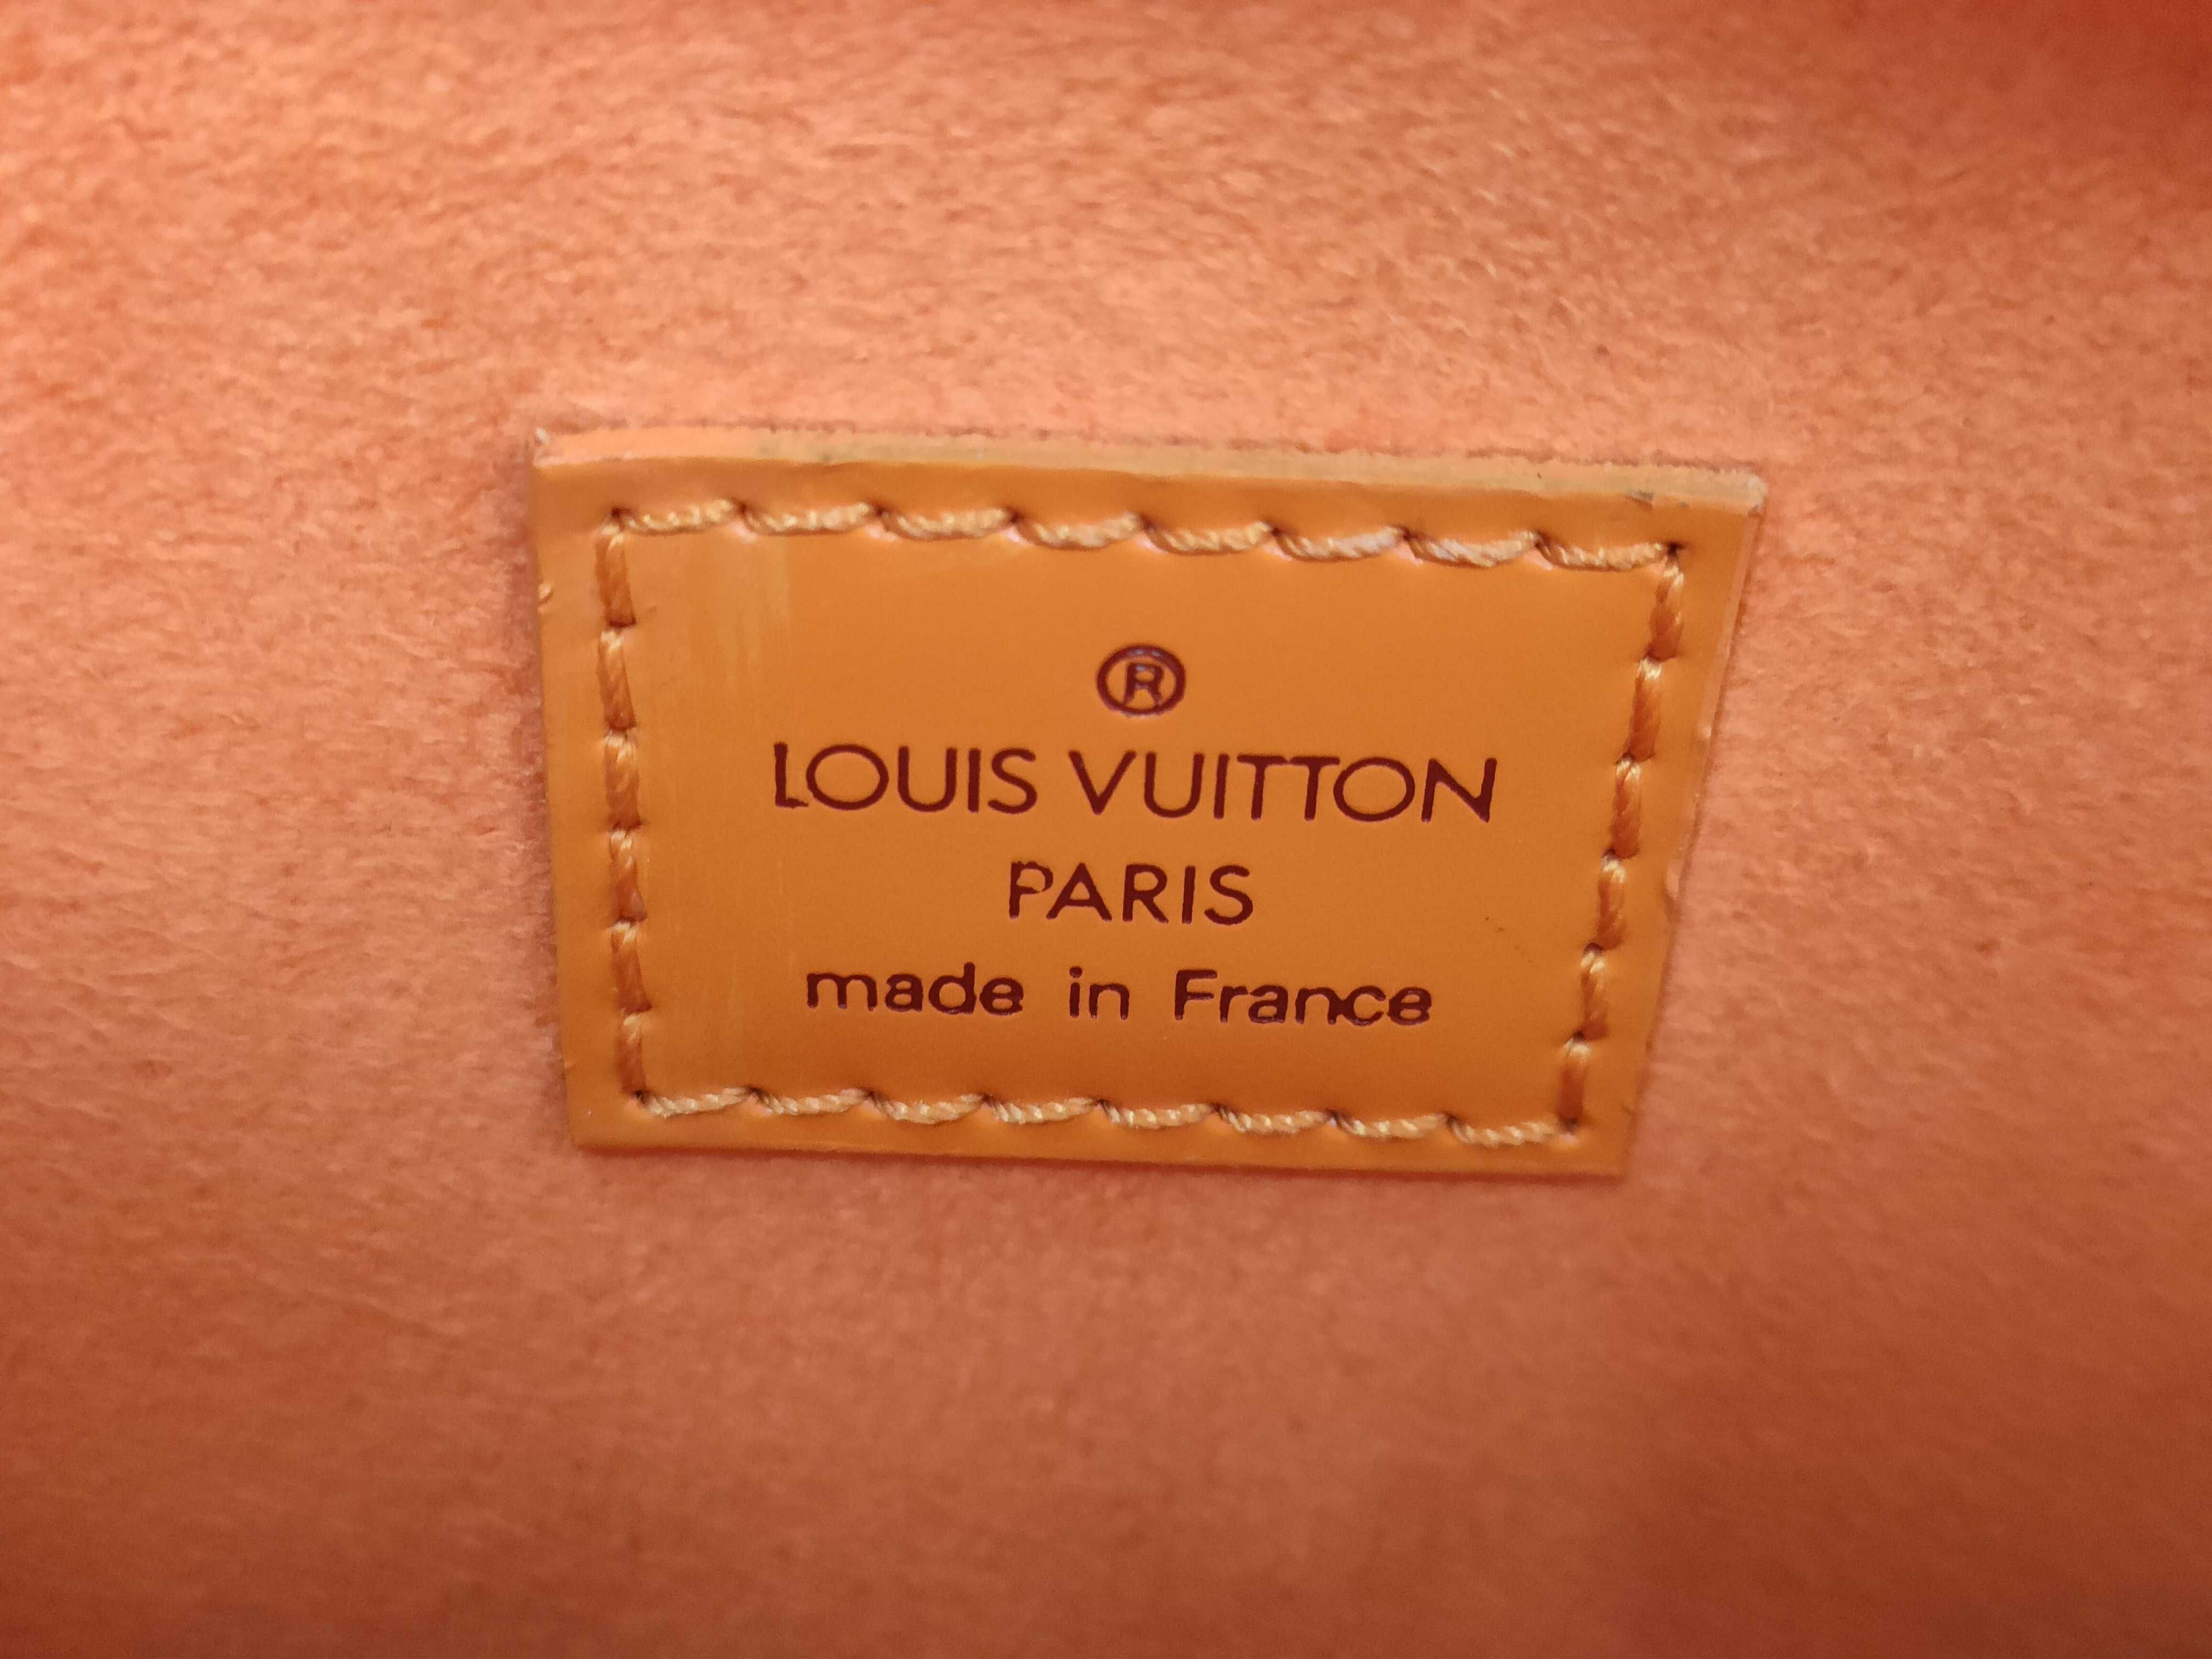 ®
LOUIS VUITTON
PARIS
made in France